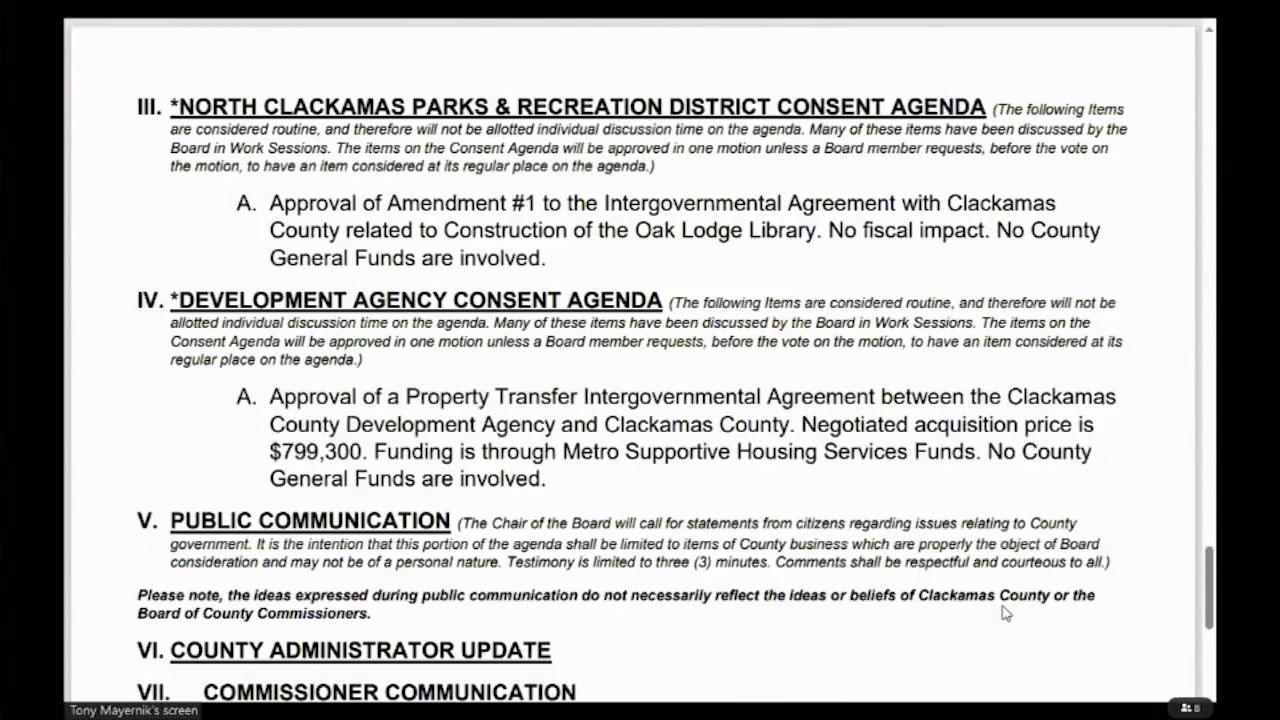 III. *NORTH CLACKAMAS PARKS & RECREATION DISTRICT CONSENT AGENDA (The following Items
are considered routine, and therefore will not be allotted individual discussion time on the agenda. Many of these items have been discussed by the
Board in Work Sessions. The items on the Consent Agenda will be approved in one motion unless a Board member requests, before the vote on
the motion, to have an item considered at its regular place on the agenda.)
A. Approval of Amendment #1 to the Intergovernmental Agreement with Clackamas
County related to Construction of the Oak Lodge Library. No fiscal impact. No County
General Funds are involved.
IV. *DEVELOPMENT AGENCY CONSENT AGENDA (The following Items are considered routine, and therefore will not be
allotted individual discussion time on the agenda. Many of these items have been discussed by the Board in Work Sessions. The items on the
Consent Agenda will be approved in one motion unless a Board member requests, before the vote on the motion, to have an item considered at its
regular place on the agenda.)
A. Approval of a Property Transfer Intergovernmental Agreement between the Clackamas
County Development Agency and Clackamas County. Negotiated acquisition price is
$799,300. Funding is through Metro Supportive Housing Services Funds. No County
General Funds are involved.
V. PUBLIC COMMUNICATION (The Chair of the Board will call for statements from citizens regarding issues relating to County
government. It is the intention that this portion of the agenda shall be limited to items of County business which are properly the object of Board
consideration and may not be of a personal nature. Testimony is limited to three (3) minutes. Comments shall be respectful and courteous to all.)
Please note, the ideas expressed during public communication do not necessarily reflect the ideas or beliefs of Clackamas County or the
Board of County Commissioners.
VI. COUNTY ADMINISTRATOR UPDATE
VII. COMMISSIONER COMMUNICATION
Tony Mayernik's screen
8